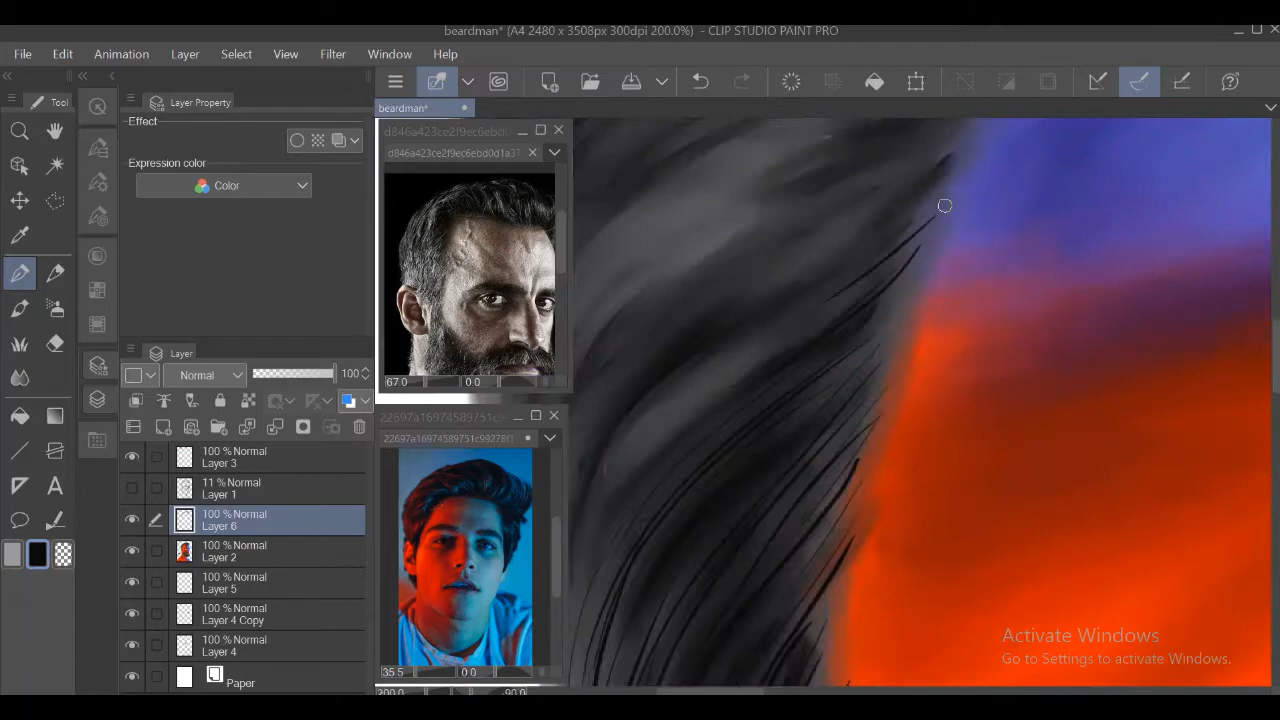 beardman* (A4 2480 x 3508px 300dpi 200.0%) - CLIP STUDIO PAINT PRO
File Edit Animation Layer Select View Filter Window Help
Tool
Layer Property
beardman*
Effect
Expression color
Color
d846a423ce2f9ec6ebd0d1a37
67.0 0.0
Layer
Normal 100
100 % Normal
Layer 3
11 % Normal
Layer 1
100 % Normal
Layer 6
100 % Normal
Layer 2
100 % Normal
Layer 5
100 % Normal
Layer 4 Copy
100 % Normal
Layer 4
Paper
22697a16974589751c99278f1
35.5 0.0
200.0 -90.0
Activate Windows
Go to Settings to activate Windows.